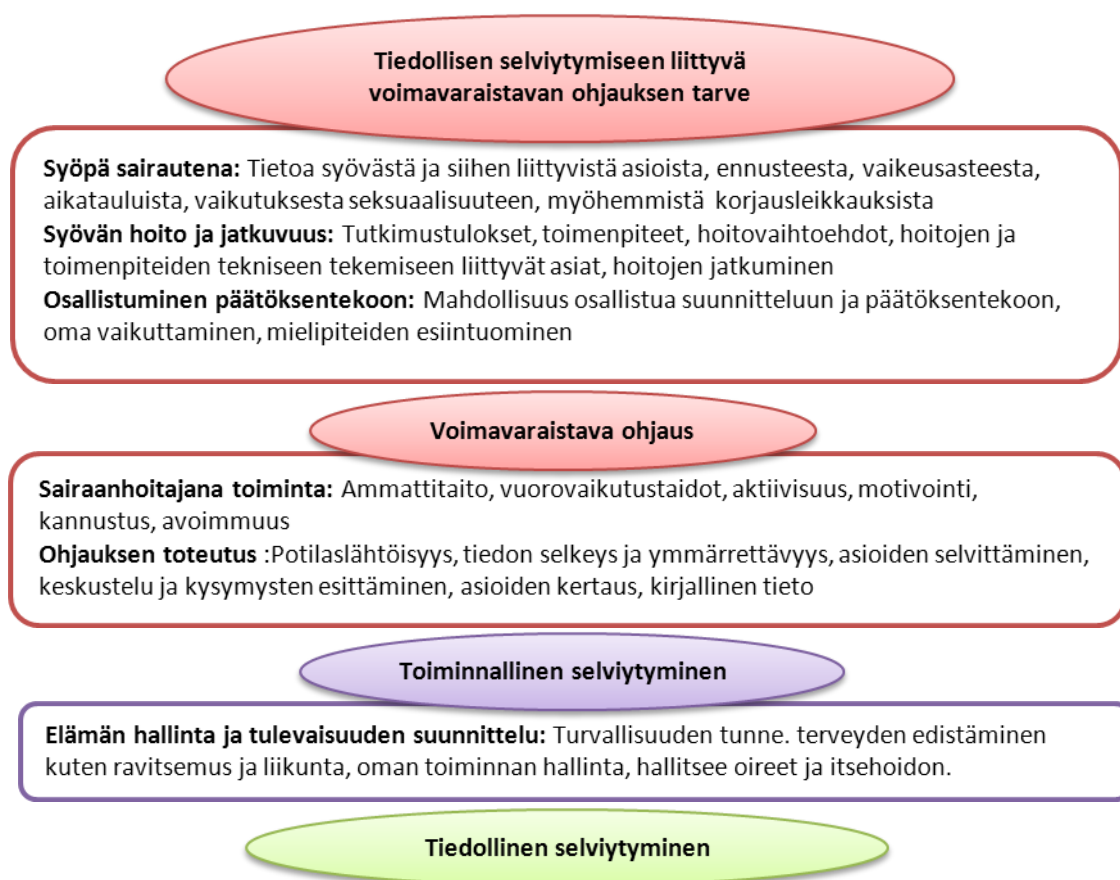 Tiedollisen selviytymiseen liittyvä
voimavaraistavan ohjauksen tarve
Syöpä sairautena: Tietoa syövästä ja siihen liittyvistä asioista, ennusteesta, vaikeusasteesta,
aikatauluista, vaikutuksesta seksuaalisuuteen, myöhemmistä korjausleikkauksista
Syövän hoito ja jatkuvuus: Tutkimustulokset, toimenpiteet, hoitovaihtoehdot, hoitojen ja
toimenpiteiden tekniseen tekemiseen liittyvät asiat, hoitojen jatkuminen
Osallistuminen päätöksentekoon: Mahdollisuus osallistua suunnitteluun ja päätöksentekoon,
oma vaikuttaminen, mielipiteiden esiintuominen
Voimavaraistava ohjaus
Sairaanhoitajana toiminta: Ammattitaito, vuorovaikutustaidot, aktiivisuus, motivointi,
kannustus, avoimmuus
Ohjauksen toteutus :Potilaslähtöisyys, tiedon selkeys ja ymmärrettävyys, asioiden selvittäminen,
keskustelu ja kysymysten esittäminen, asioiden kertaus, kirjallinen tieto
Toiminnallinen selviytyminen
Elämän hallinta ja tulevaisuuden suunnittelu: Turvallisuuden tunne. terveyden edistäminen
kuten ravitsemus ja liikunta, oman toiminnan hallinta, hallitsee oireet ja itsehoidon.
Tiedollinen selviytyminen